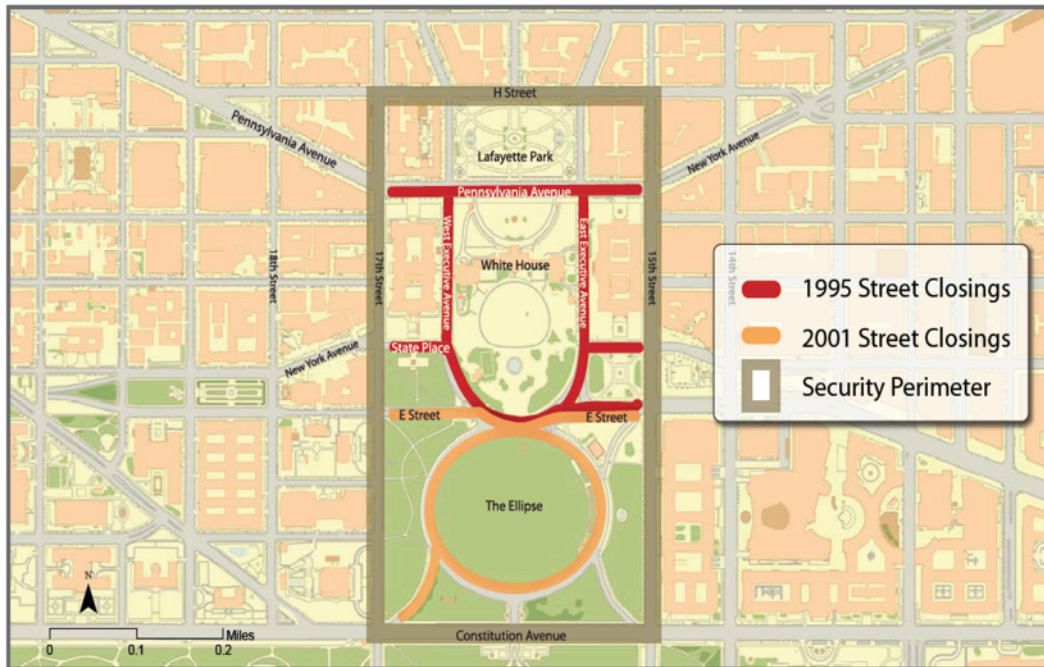 H Street
Pennsylvania Avenue
Lafayette Park
New York Avenue
Pennsylvania Avenue
West Executive Avenue
East Executive Avenue
White House
18th Street
17th Street
15th Street
14th Street
1995 Street Closings
2001 Street Closings
Security Perimeter
New York Avenue
State Place
E Street
E Street
The Ellipse
N
Miles
0 0.1 0.2
Constitution Avenue